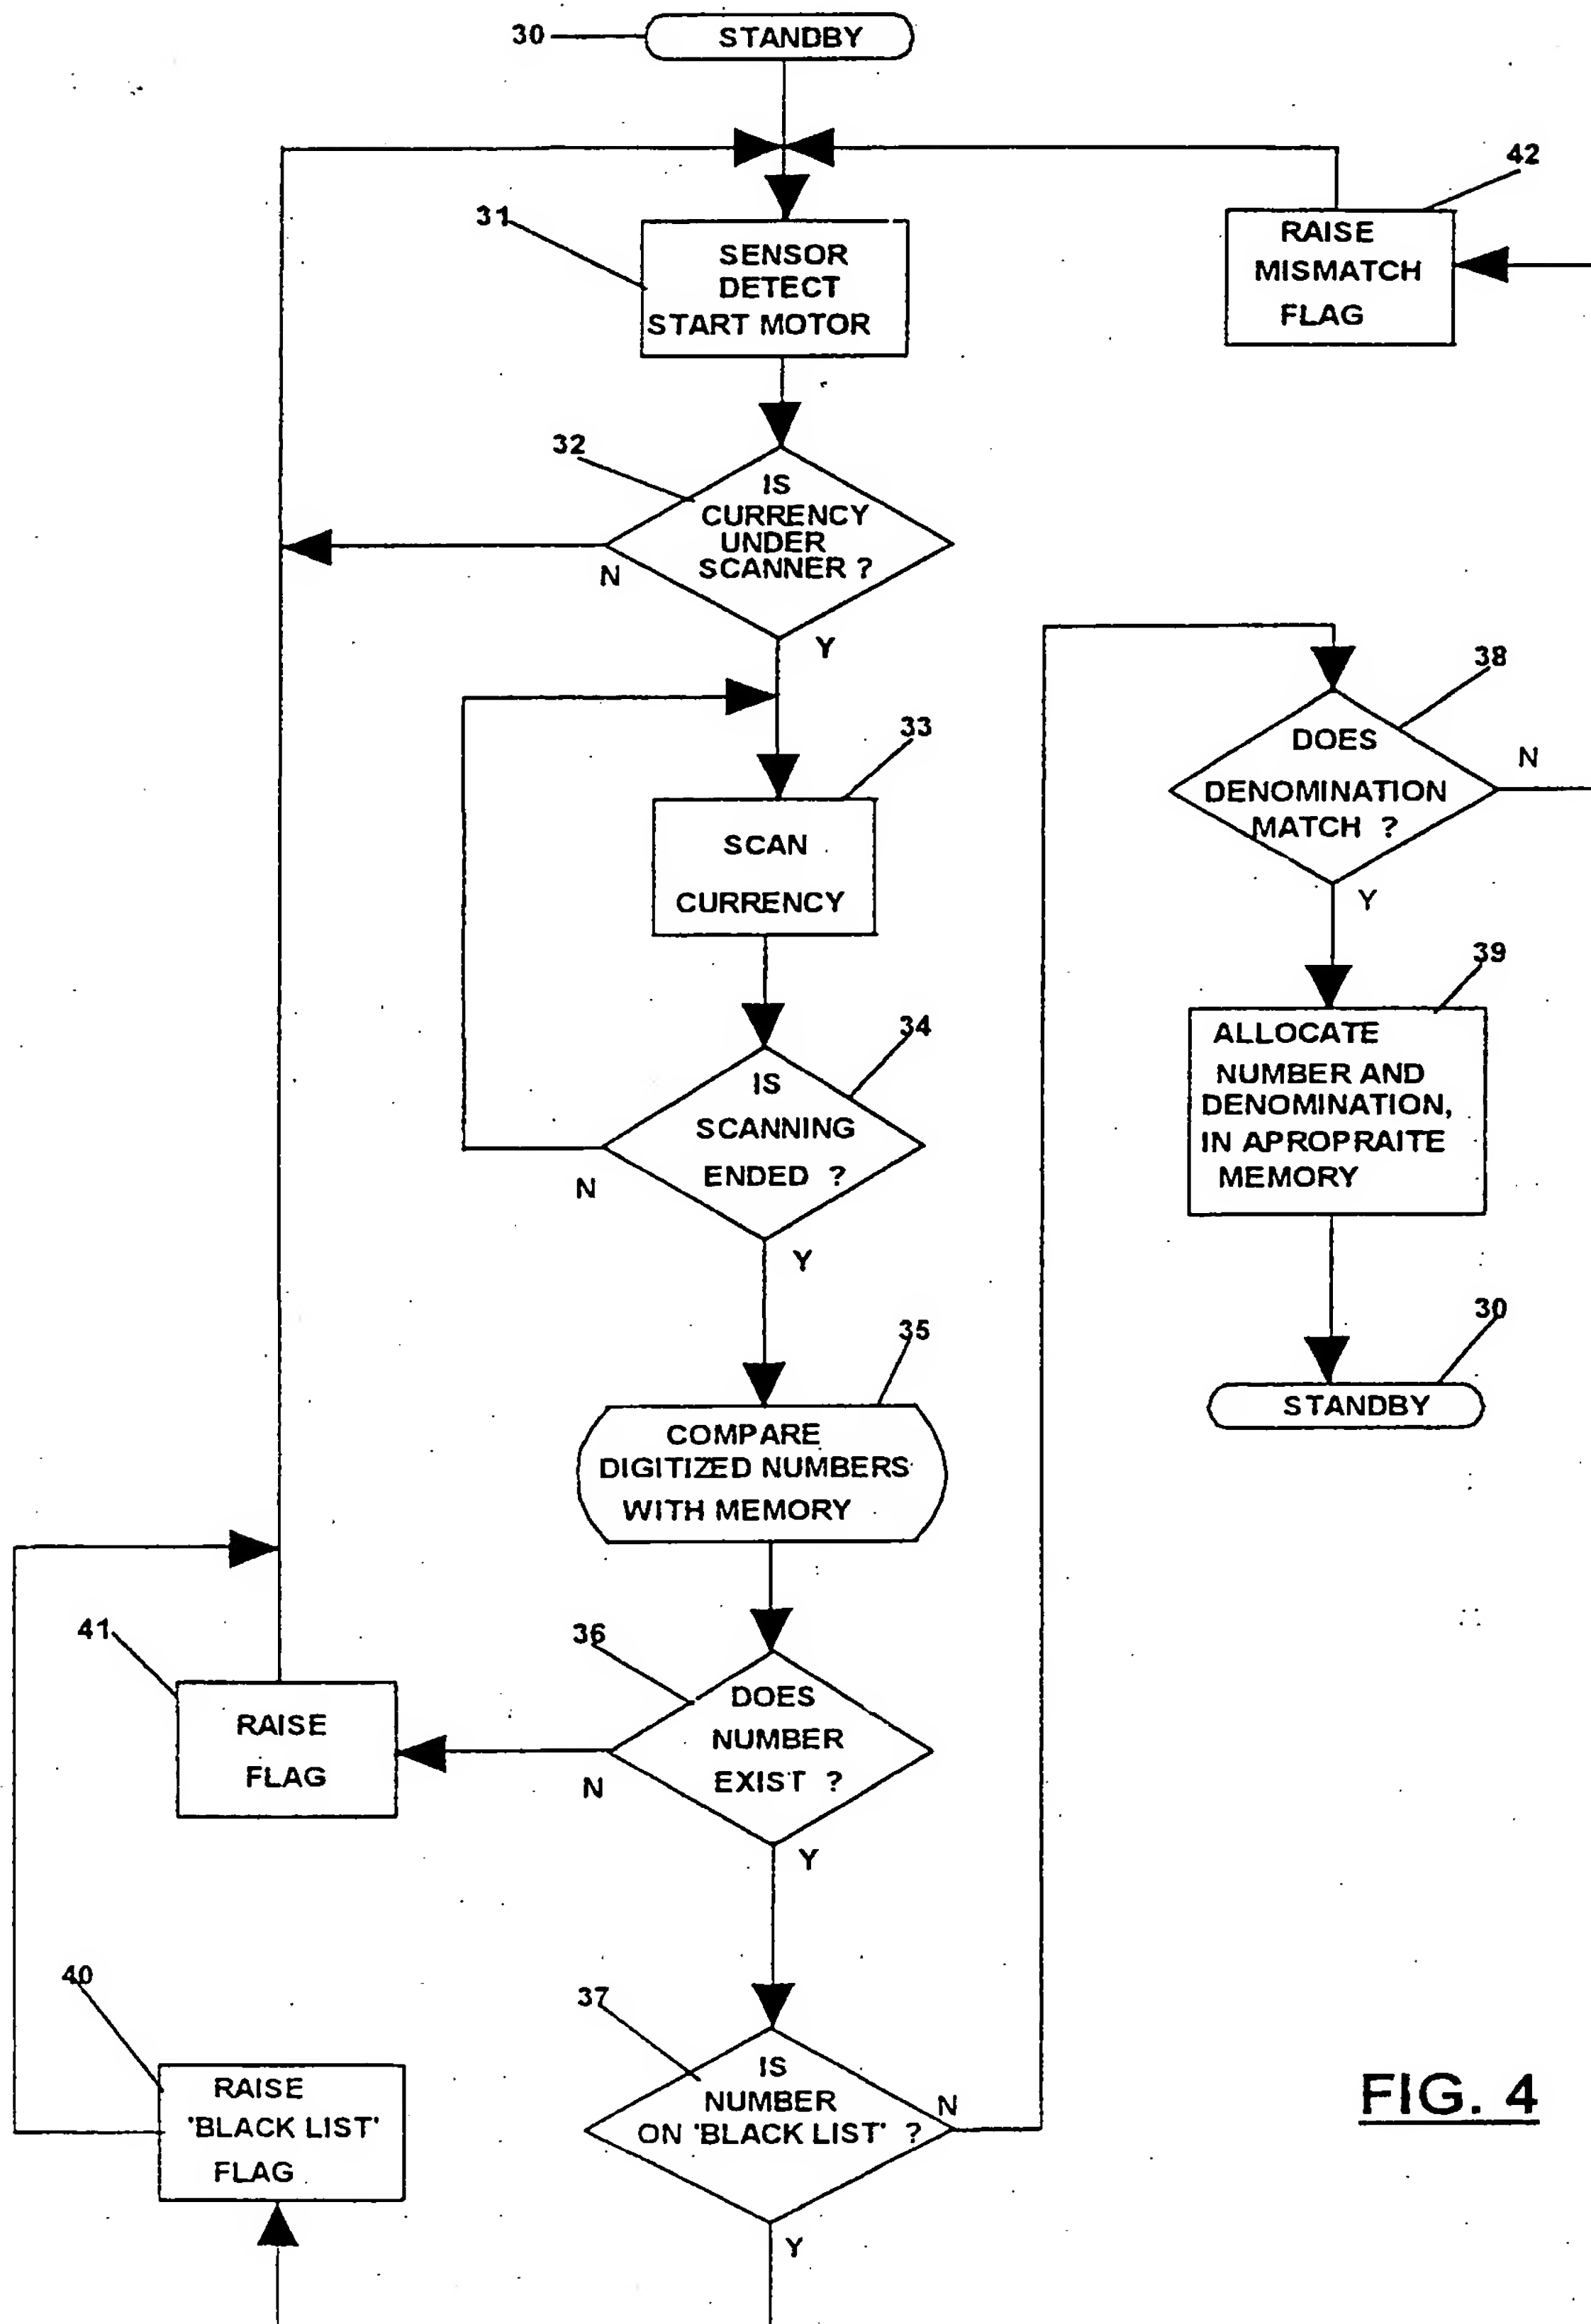 30
STANDBY
42
31
SENSOR
DETECT
START MOTOR
RAISE
MISMATCH
FLAG
32
IS
CURRENCY
UNDER
SCANNER ?
N
Y
33
SCAN
CURRENCY
34
IS
SCANNING
ENDED ?
N
Y
35
COMPARE
DIGITIZED NUMBERS
WITH MEMORY
36
DOES
NUMBER
EXIST ?
N
Y
41
RAISE
FLAG
37
IS
NUMBER
ON 'BLACK LIST' ?
N
Y
40
RAISE
'BLACK LIST'
FLAG
38
DOES
DENOMINATION
MATCH ?
N
Y
39
ALLOCATE
NUMBER AND
DENOMINATION,
IN APROPRAITE
MEMORY
30
STANDBY
FIG. 4